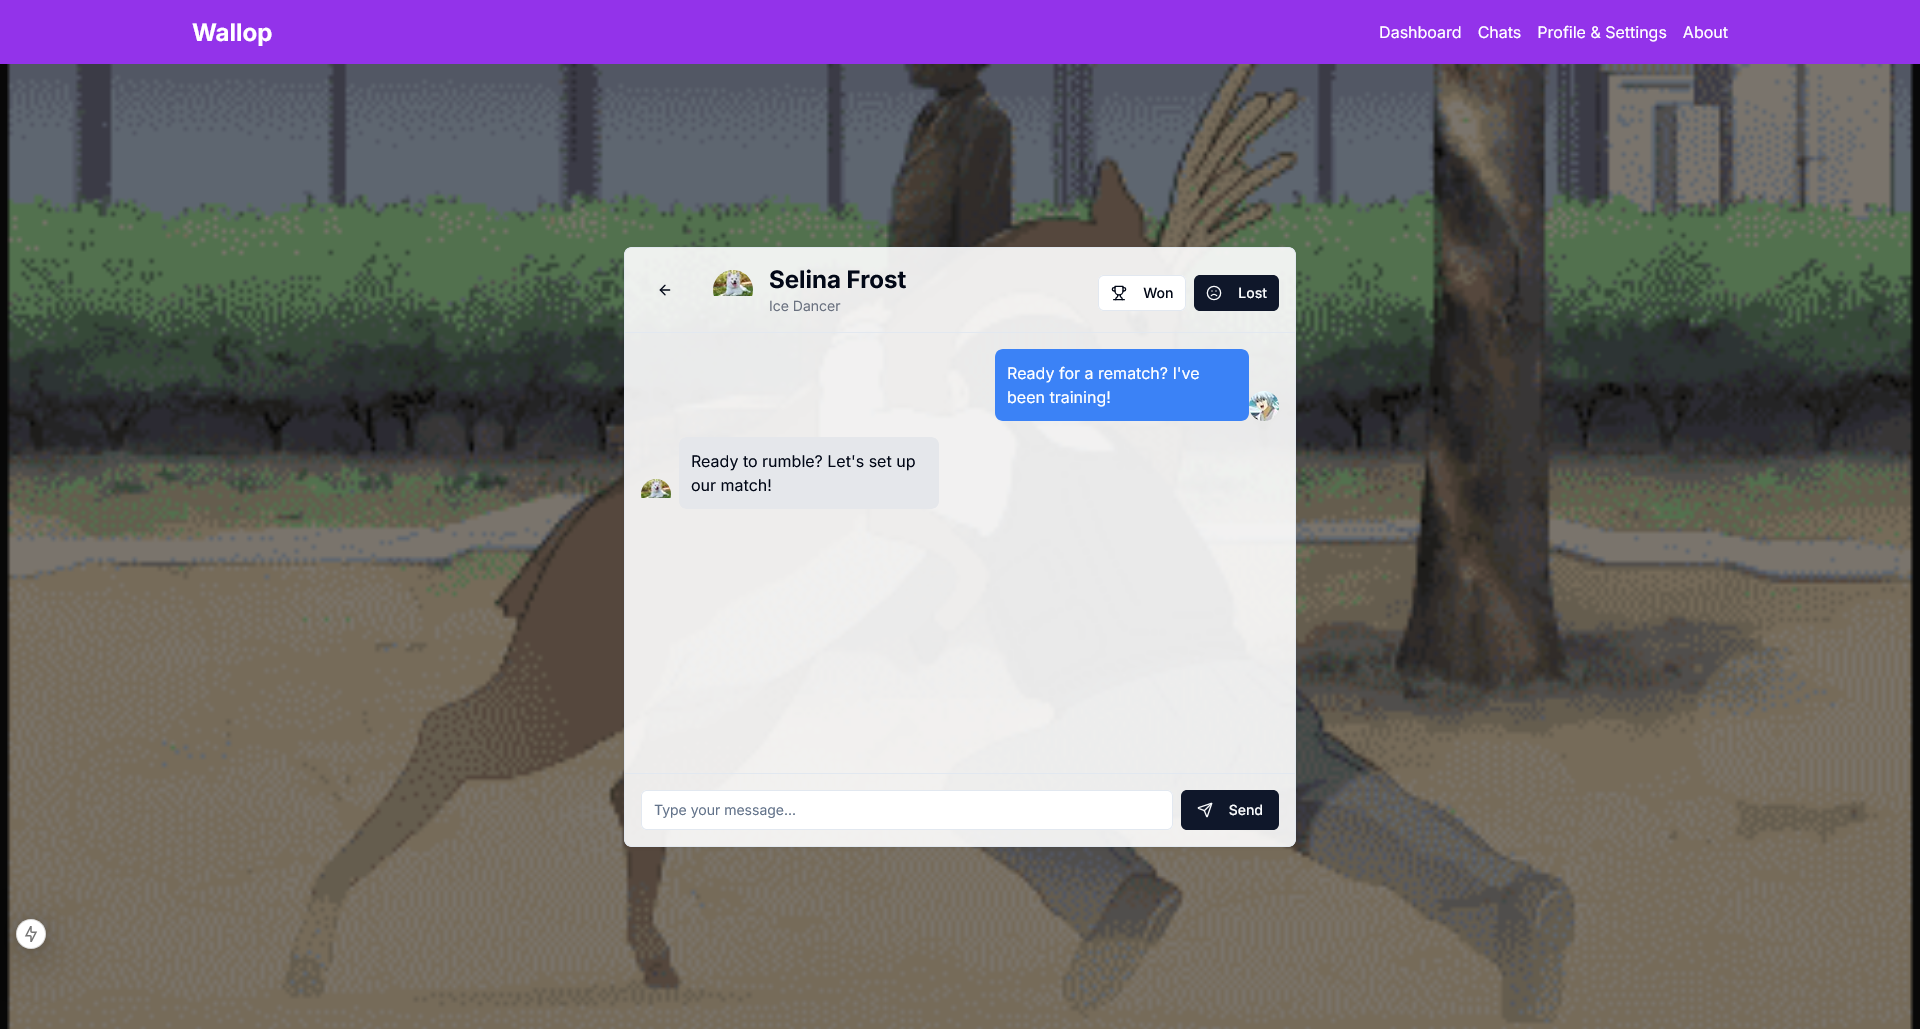 Wallop
Dashboard Chats Profile & Settings About
Selina Frost
Ice Dancer
Won
Lost
Ready for a rematch? I've
been training!
Ready to rumble? Let's set up
our match!
Type your message...
Send